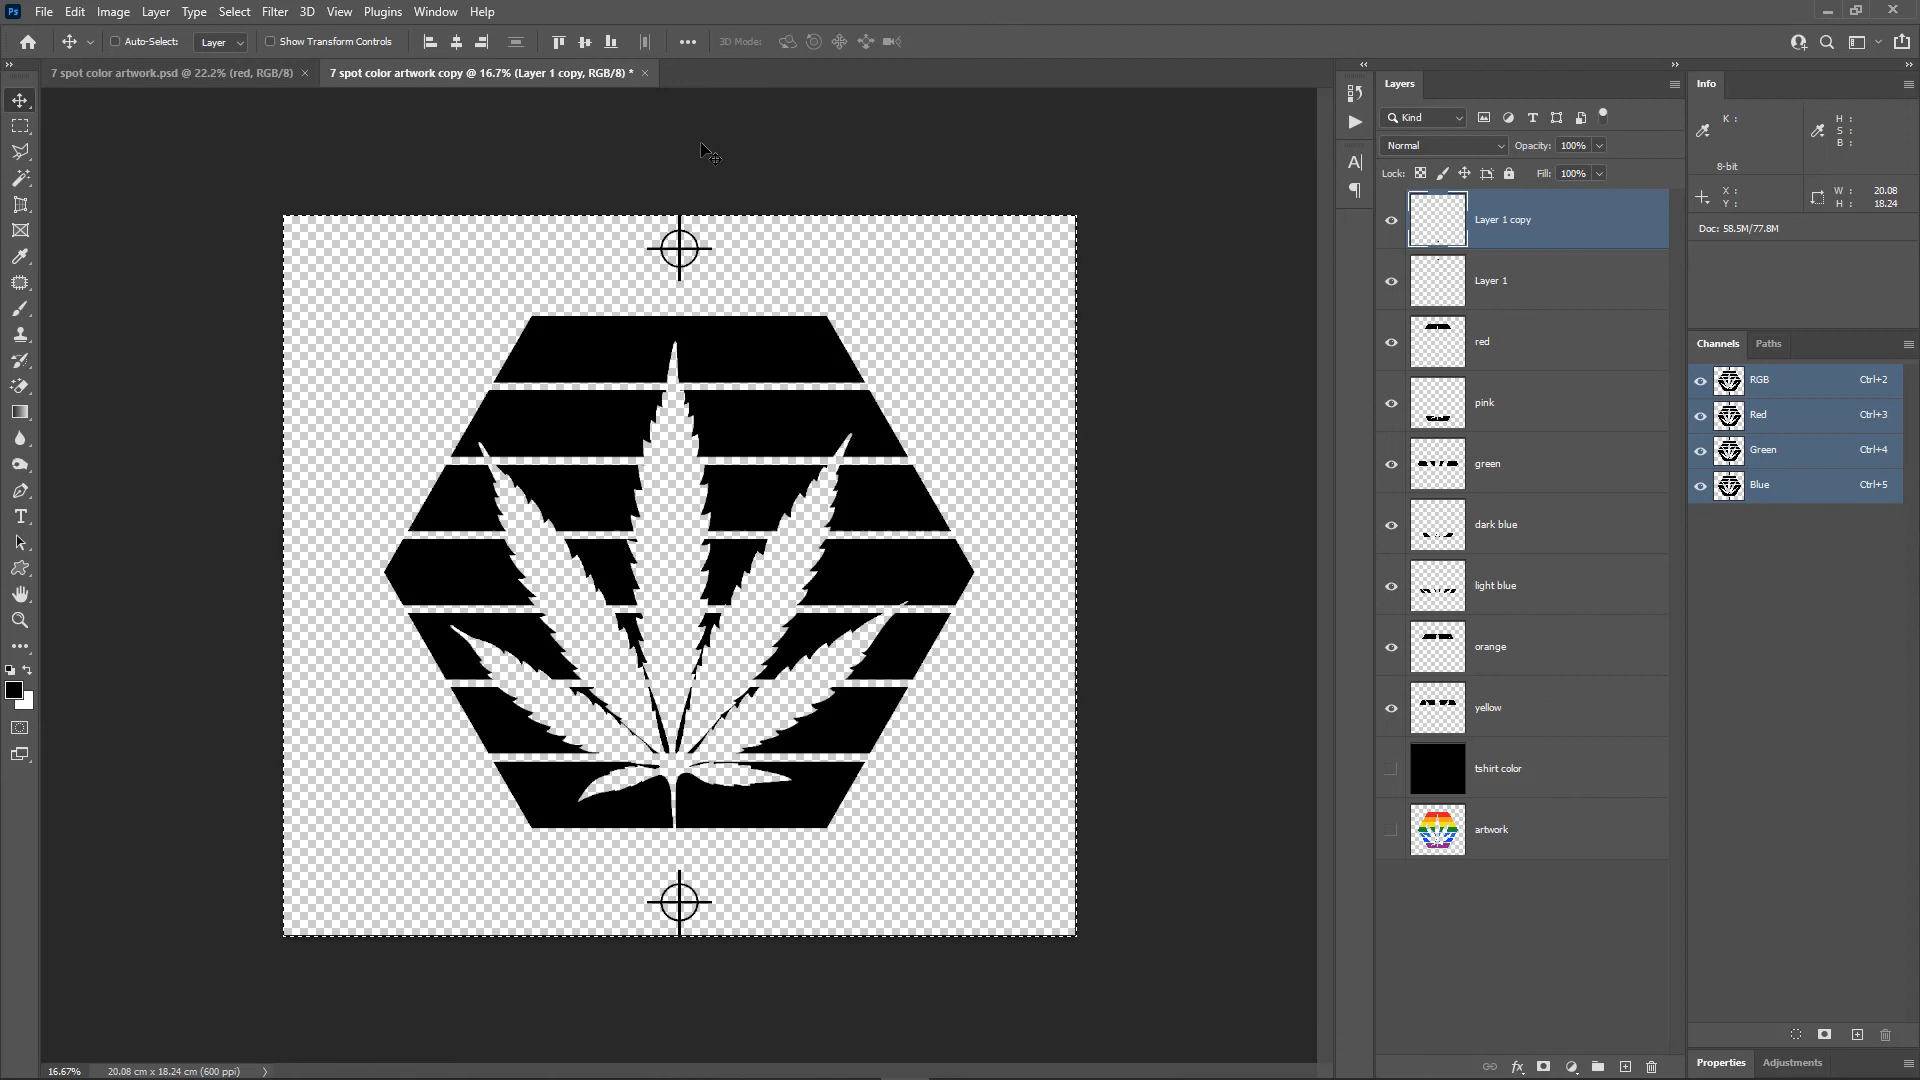 Ps File Edit Image Layer Type Select Filter 3D View Plugins Window Help
Auto-Select: Layer Show Transform Controls 3D Mode:
7 spot color artwork.psd @ 22.2% (red, RGB/8) × 7 spot color artwork copy @ 16.7% (Layer 1 copy, RGB/8) * ×
Layers
Kind
Normal Opacity: 100%
Lock: Fill: 100%
Layer 1 copy
Layer 1
red
pink
green
dark blue
light blue
orange
yellow
tshirt color
artwork
Info
K :
H :
S :
B :
8-bit
X :
Y :
W : 20.08
H : 18.24
Doc: 58.5M/77.8M
Channels Paths
RGB Ctrl+2
Red Ctrl+3
Green Ctrl+4
Blue Ctrl+5
Properties Adjustments
16.67% 20.08 cm x 18.24 cm (600 ppi)